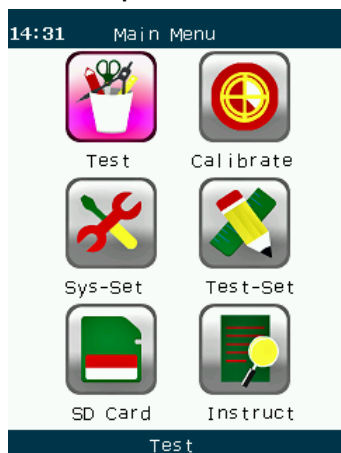 14:31 Main Menu
Test Calibrate
Sys-Set Test-Set
SD Card Instruct
Test